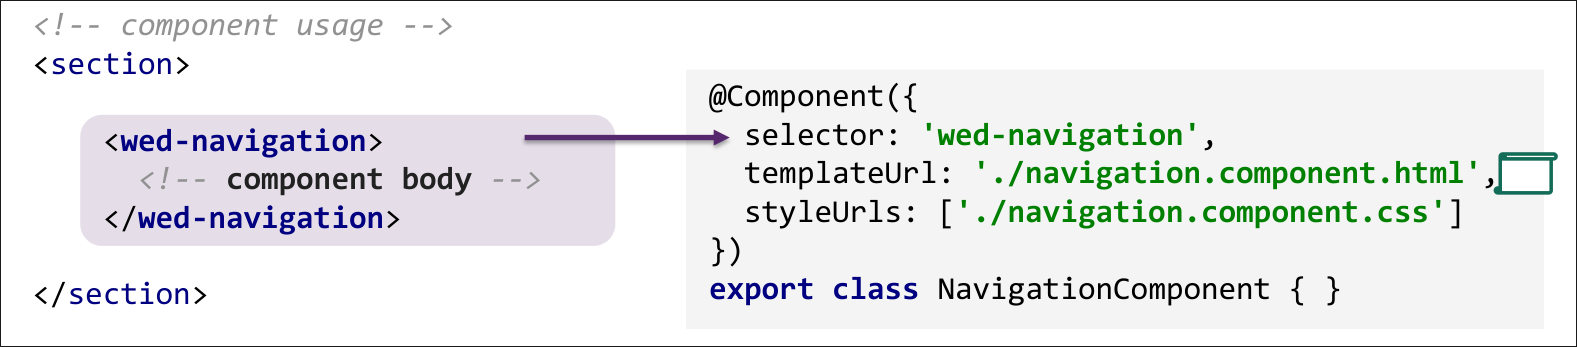 <!-- component usage -->
<section>
<wed-navigation>
<!-- component body -->
</wed-navigation>
</section>
@Component({
selector: 'wed-navigation',
templateUrl: './navigation.component.html',
styleUrls: ['./navigation.component.css']
})
export class NavigationComponent { }